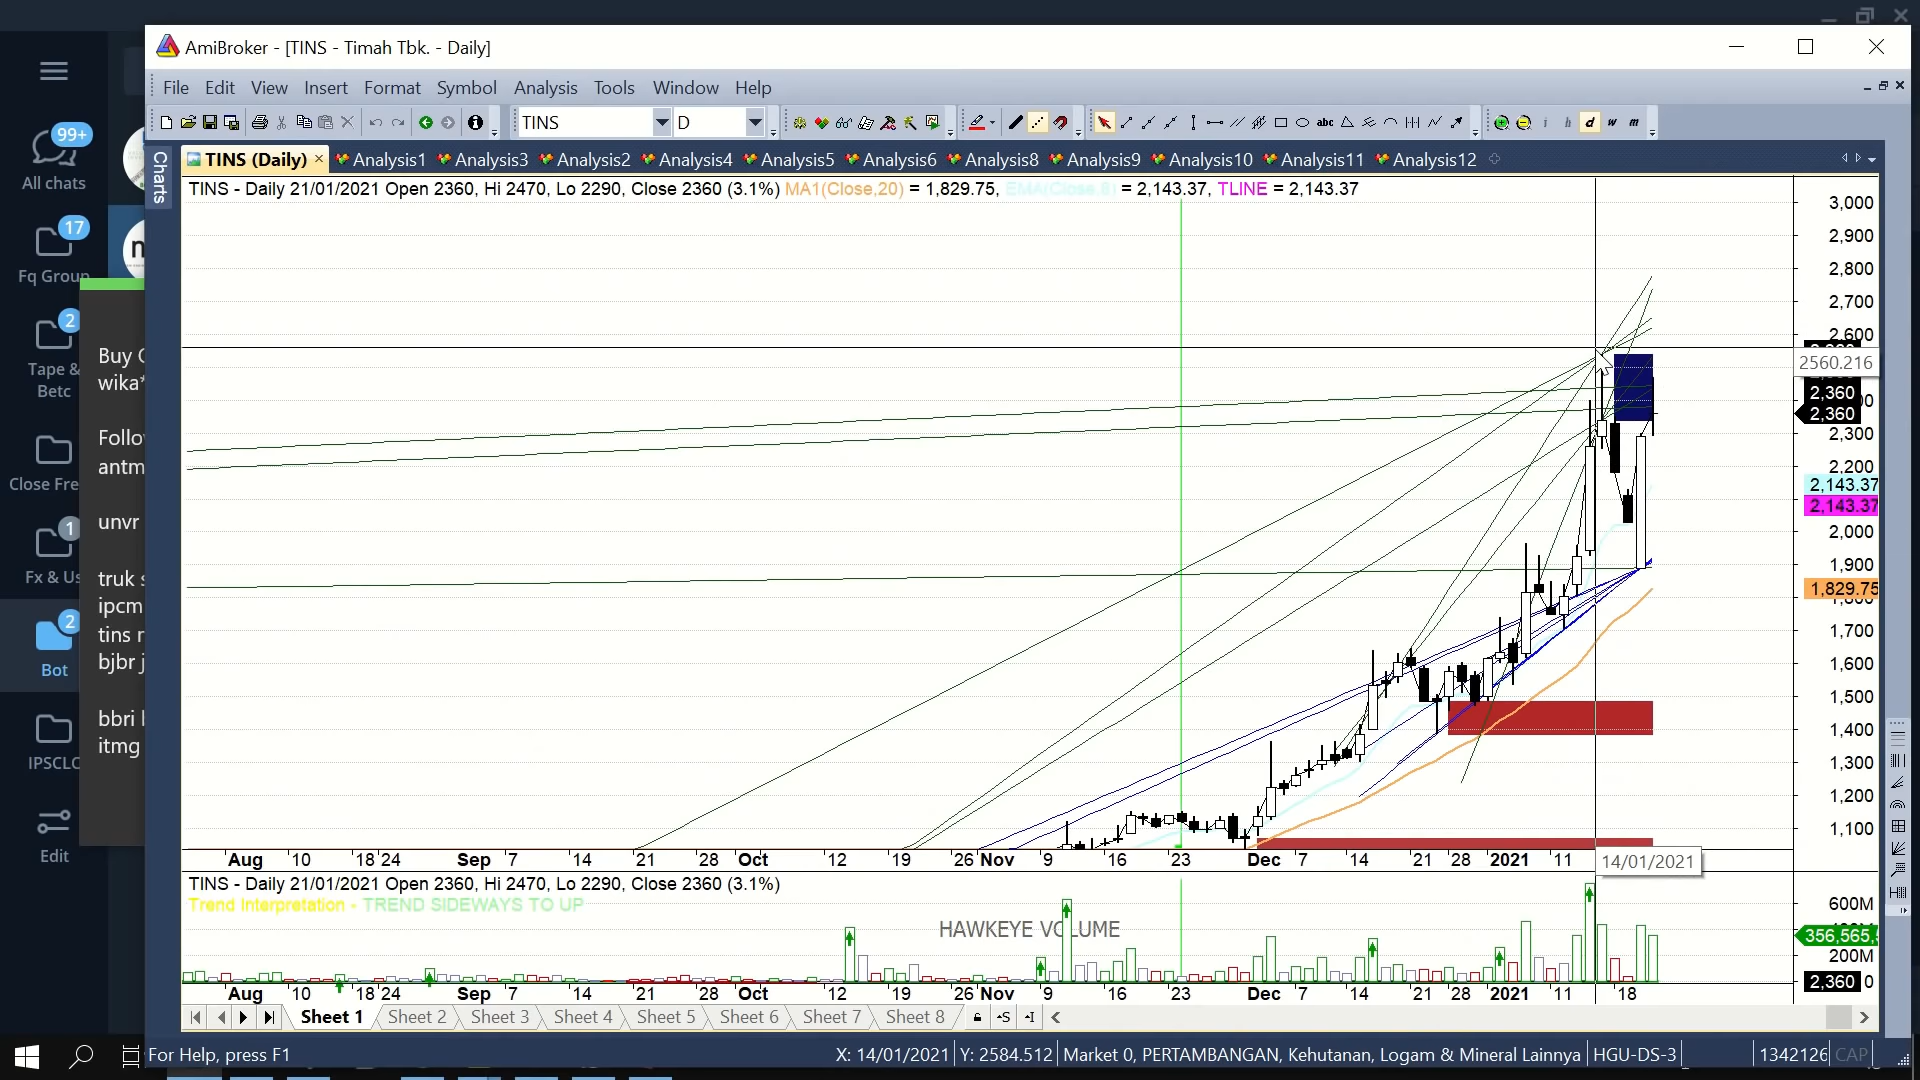 AmiBroker - [TINS - Timah Tbk. - Daily]
File Edit View Insert Format Symbol Analysis Tools Window Help
TINS D
abc i h d w m
Charts
TINS (Daily) Analysis1 Analysis3 Analysis2 Analysis4 Analysis5 Analysis6 Analysis8 Analysis9 Analysis10 Analysis11 Analysis12
TINS - Daily 21/01/2021 Open 2360, Hi 2470, Lo 2290, Close 2360 (3.1%) MA1(Close,20) = 1,829.75, EMA(Close,8) = 2,143.37, TLINE = 2,143.37
3,000
2,900
2,800
2,700
2,600
2560.216
2,360
2,360
2,300
2,200
2,143.37
2,143.37
2,000
1,900
1,829.75
1,700
1,600
1,500
1,400
1,300
1,200
1,100
Aug 10 18 24 Sep 7 14 21 28 Oct 12 19 26 Nov 9 16 23 Dec 7 14 21 28 2021 11
14/01/2021
TINS - Daily 21/01/2021 Open 2360, Hi 2470, Lo 2290, Close 2360 (3.1%)
Trend Interpretation - TREND SIDEWAYS TO UP
HAWKEYE VOLUME
600M
356,565,
200M
2,360 0
Aug 10 18 24 Sep 7 14 21 28 Oct 12 19 26 Nov 9 16 23 Dec 7 14 21 28 2021 11 18
Sheet 1 Sheet 2 Sheet 3 Sheet 4 Sheet 5 Sheet 6 Sheet 7 Sheet 8
For Help, press F1
X: 14/01/2021 Y: 2584.512 Market 0, PERTAMBANGAN, Kehutanan, Logam & Mineral Lainnya HGU-DS-3 1342126 CAP
99+
All chats
17
Fq Group
2
Tape &
Betc
Close Fre
1
Fx & Us
2
Bot
IPSCLC
Edit
Buy
wika*
Follo
antm
unvr
truk s
ipcm
tins r
bjbr j
bbri
itmg